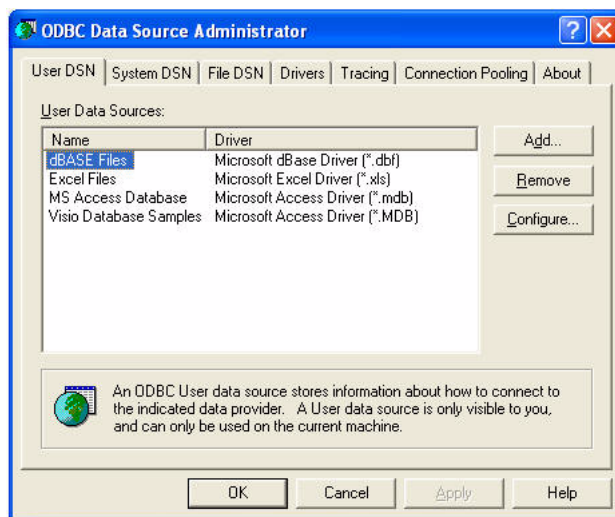 ODBC Data Source Administrator
User DSN System DSN File DSN Drivers Tracing Connection Pooling About
User Data Sources:
Name Driver
dBASE Files Microsoft dBase Driver (*.dbf)
Excel Files Microsoft Excel Driver (*.xls)
MS Access Database Microsoft Access Driver (*.mdb)
Visio Database Samples Microsoft Access Driver (*.MDB)
Add...
Remove
Configure...
An ODBC User data source stores information about how to connect to
the indicated data provider. A User data source is only visible to you,
and can only be used on the current machine.
OK Cancel Apply Help